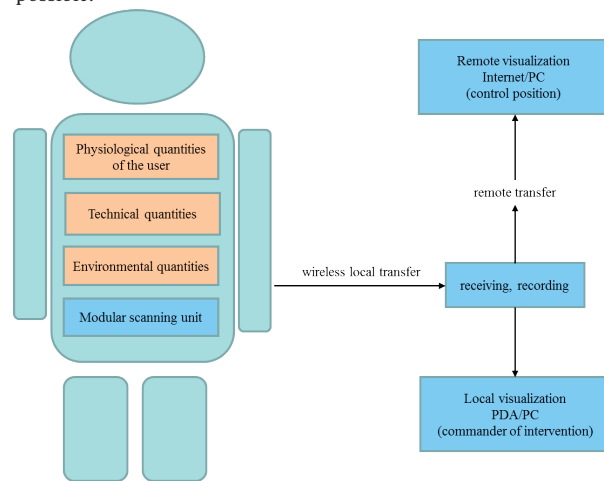 Physiological quantities
of the user
Technical quantities
Environmental quantities
Modular scanning unit
wireless local transfer
receiving, recording
remote transfer
Remote visualization
Internet/PC
(control position)
Local visualization
PDA/PC
(commander of intervention)